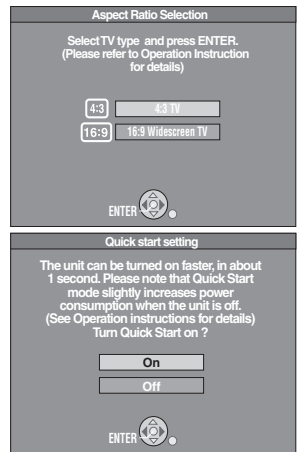 Aspect Ratio Selection
Select TV type and press ENTER.
(Please refer to Operation Instruction
for details)
4:3 4:3 TV
16:9 16:9 Widescreen TV
ENTER
Quick start setting
The unit can be turned on faster, in about
1 second. Please note that Quick Start
mode slightly increases power
consumption when the unit is off.
(See Operation instructions for details)
Turn Quick Start on ?
On
Off
ENTER